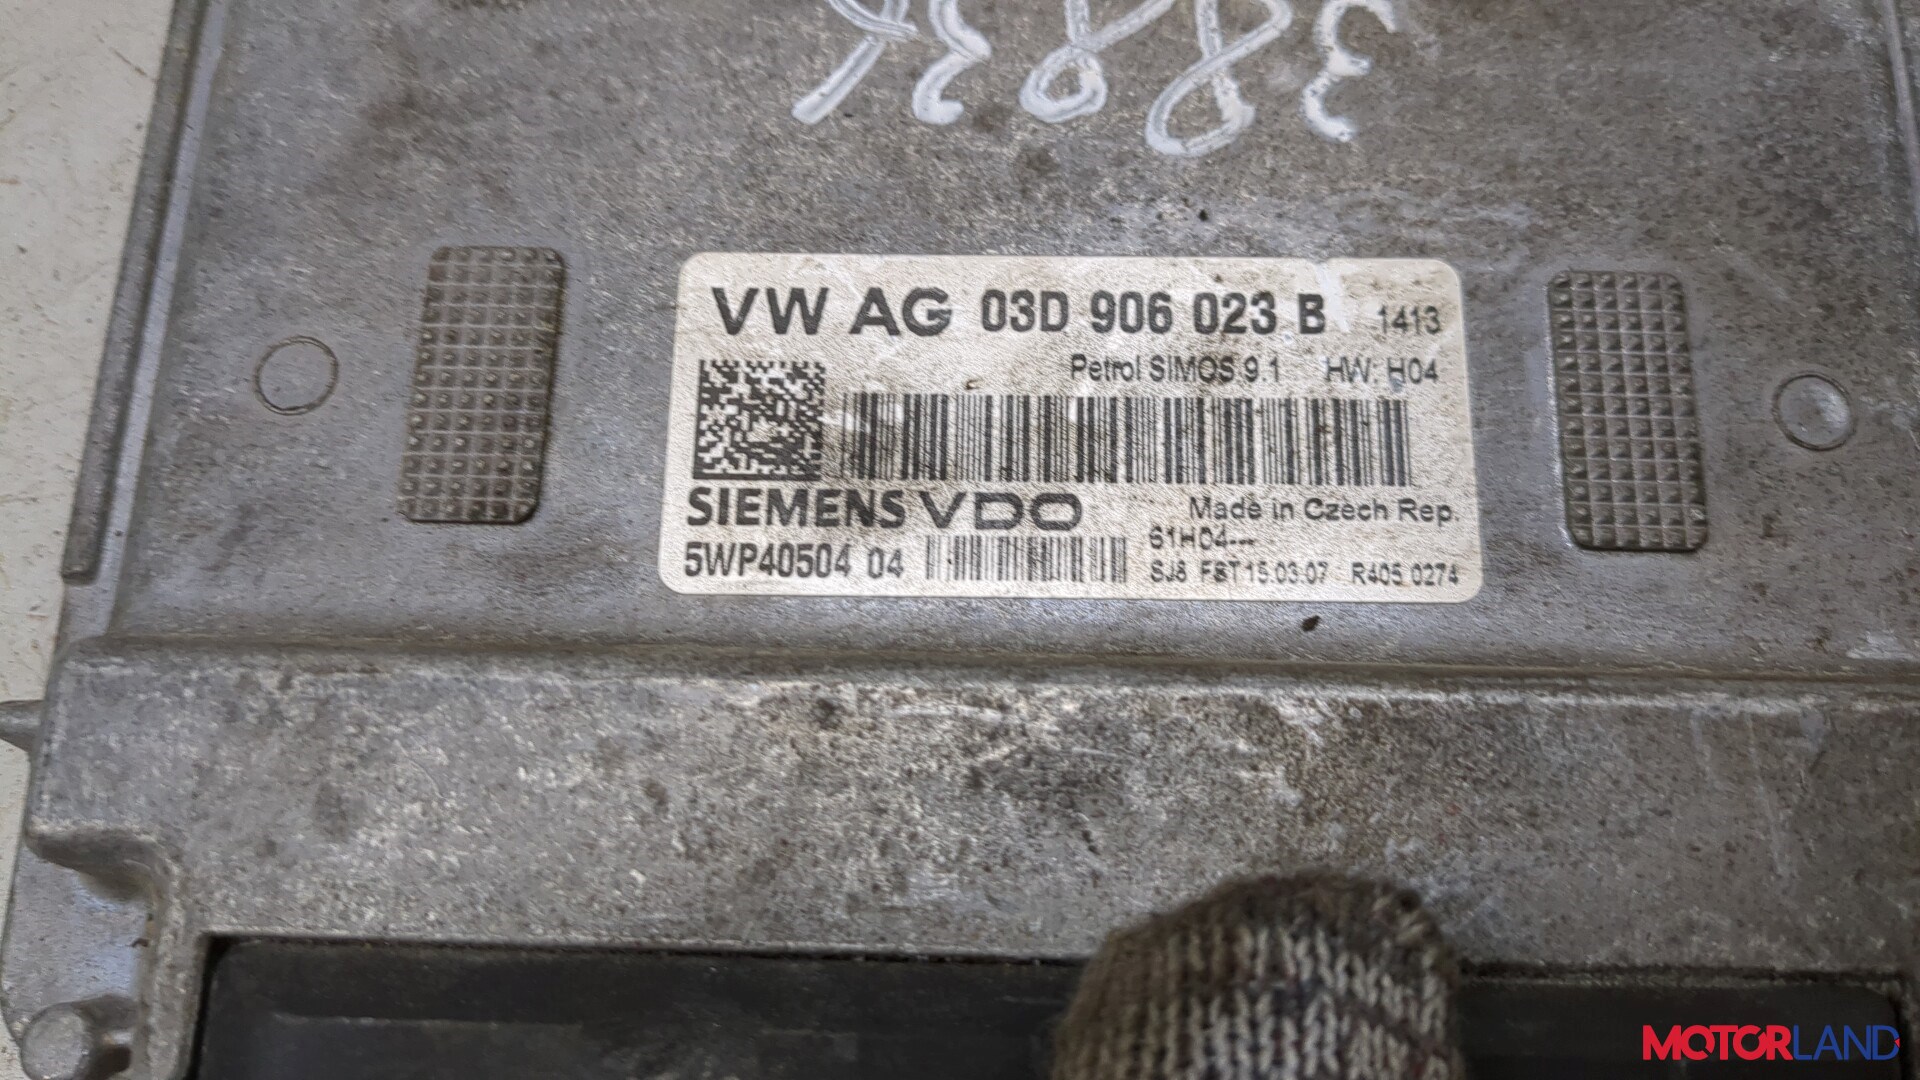 38836
VW AG 03D 906 023 B 1413
Petrol SIMOS 9.1 HW: H04
SIEMENS VDO Made in Czech Rep.
61H04---
5WP40504 04 SJ8 FBT 15.03.07 R405 0274
MOTORLAND